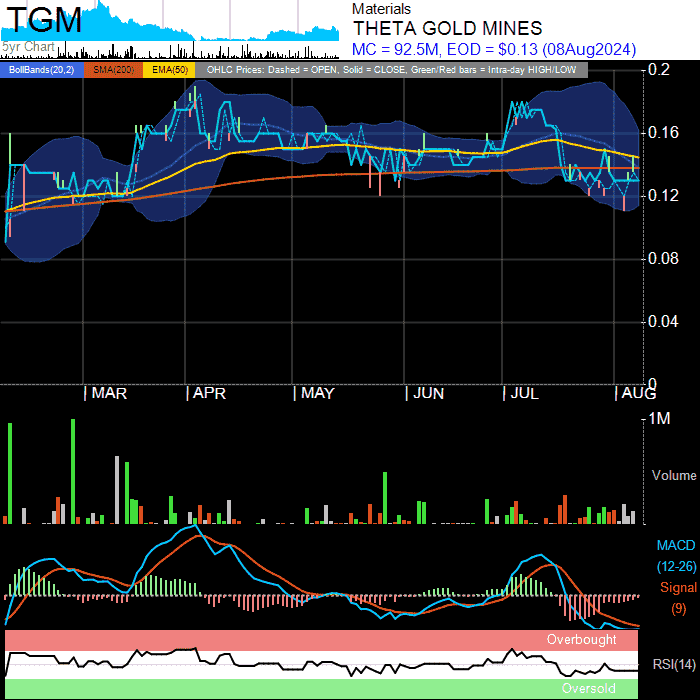 TGM
5yr Chart
Materials
THETA GOLD MINES
MC = 92.5M, EOD = $0.13 (08Aug2024)
BollBands(20,2) SMA(200) EMA(50) OHLC Prices: Dashed = OPEN, Solid = CLOSE, Green/Red bars = Intra-day HIGH/LOW
0.2
0.16
0.12
0.08
0.04
0
| MAR | APR | MAY | JUN | JUL | AUG
1M
Volume
MACD
(12-26)
Signal
(9)
Overbought
RSI(14)
Oversold